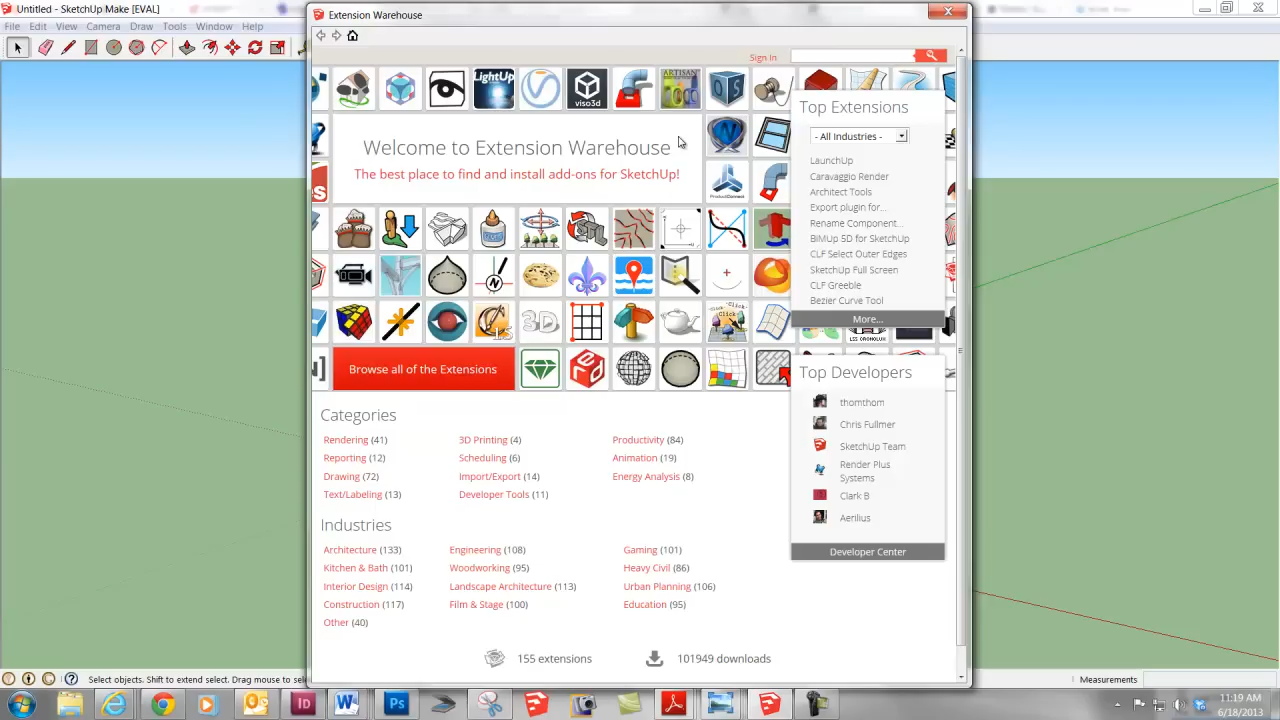 Untitled - SketchUp Make [EVAL]
Extension Warehouse
File Edit View Camera Draw Tools Window Help
Sign In
LightUp
viso3d
ARTISAN
Top Extensions
- All Industries -
Welcome to Extension Warehouse
The best place to find and install add-ons for SketchUp!
LaunchUp
Caravaggio Render
Architect Tools
Export plugin for...
Rename Component...
BiMUp 5D for SketchUp
CLF Select Outer Edges
SketchUp Full Screen
CLF Greeble
Bezier Curve Tool
More...
Browse all of the Extensions
Top Developers
thomthom
Chris Fullmer
SketchUp Team
Render Plus
Systems
Clark B
Aerilius
Developer Center
Categories
Rendering (41) 3D Printing (4) Productivity (84)
Reporting (12) Scheduling (6) Animation (19)
Drawing (72) Import/Export (14) Energy Analysis (8)
Text/Labeling (13) Developer Tools (11)
Industries
Architecture (133) Engineering (108) Gaming (101)
Kitchen & Bath (101) Woodworking (95) Heavy Civil (86)
Interior Design (114) Landscape Architecture (113) Urban Planning (106)
Construction (117) Film & Stage (100) Education (95)
Other (40)
155 extensions 101949 downloads
Select objects. Shift to extend select. Drag mouse to sele
Measurements
11:19 AM
6/18/2013